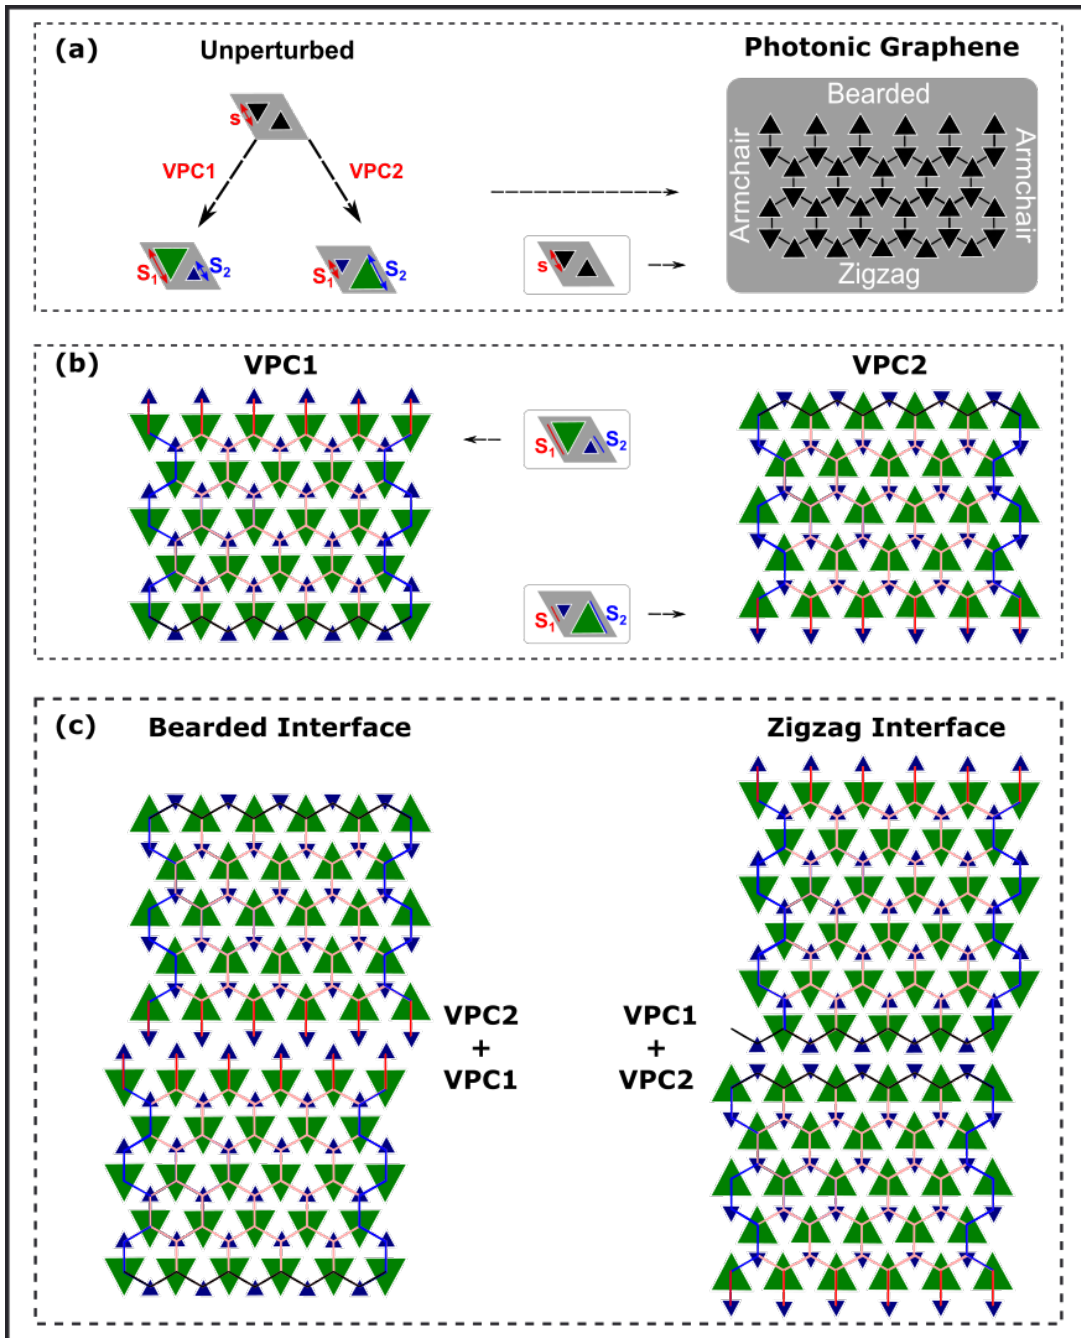 (a)
Unperturbed
s
VPC1
VPC2
S1
S2
S1
S2
s
Photonic Graphene
Bearded
Armchair
Armchair
Zigzag
(b)
VPC1
VPC2
S1
S2
S1
S2
(c)
Bearded Interface
Zigzag Interface
VPC2
+
VPC1
VPC1
+
VPC2